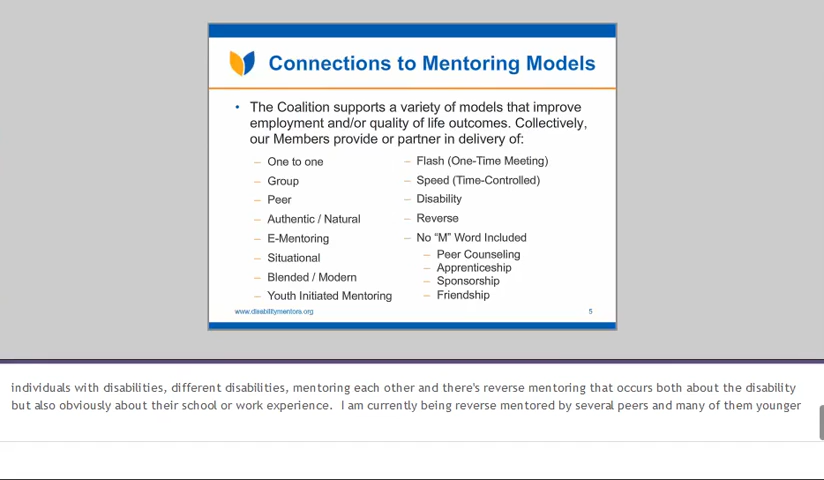 Connections to Mentoring Models
• The Coalition supports a variety of models that improve
employment and/or quality of life outcomes. Collectively,
our Members provide or partner in delivery of:
– One to one
– Group
– Peer
– Authentic / Natural
– E-Mentoring
– Situational
– Blended / Modern
– Youth Initiated Mentoring
– Flash (One-Time Meeting)
– Speed (Time-Controlled)
– Disability
– Reverse
– No “M” Word Included
– Peer Counseling
– Apprenticeship
– Sponsorship
– Friendship
www.disabilitymentors.org
5
individuals with disabilities, different disabilities, mentoring each other and there's reverse mentoring that occurs both about the disability
but also obviously about their school or work experience. I am currently being reverse mentored by several peers and many of them younger